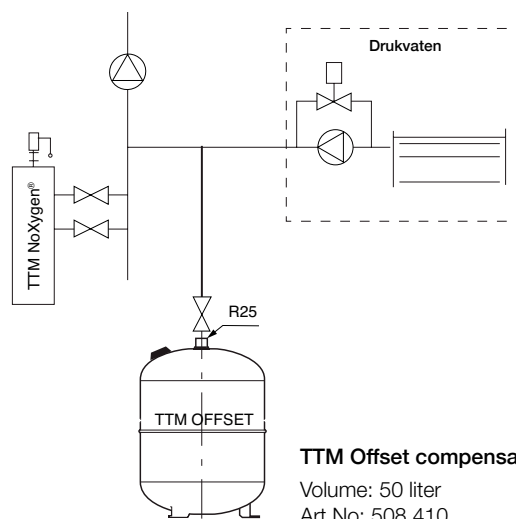 Drukvaten
TTM NoXygen®
R25
TTM OFFSET
TTM Offset compensa
Volume: 50 liter
Art No: 508 410